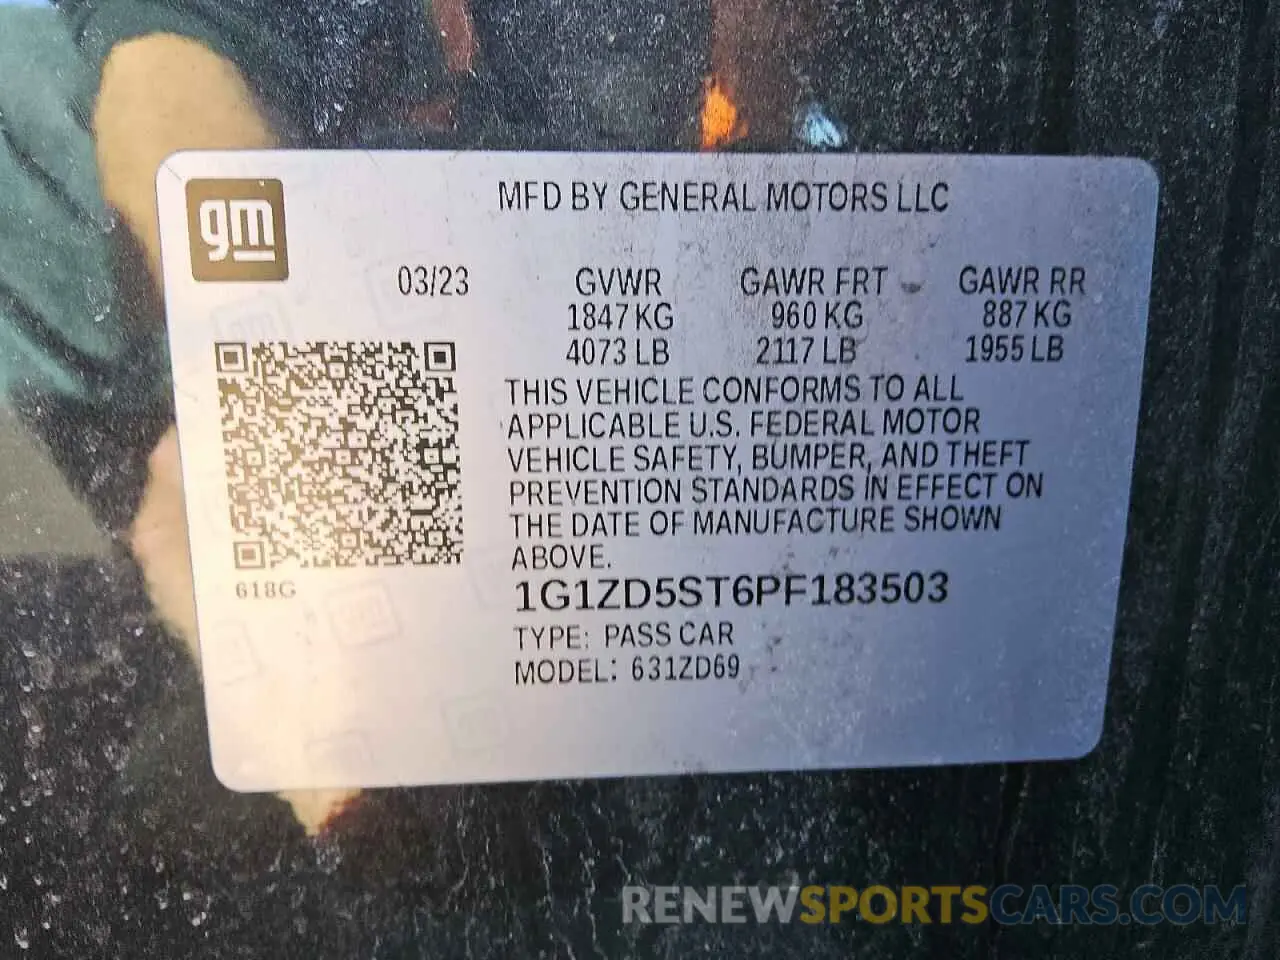 gm
MFD BY GENERAL MOTORS LLC
03/23 GVWR GAWR FRT GAWR RR
1847 KG 960 KG 887 KG
4073 LB 2117 LB 1955 LB
THIS VEHICLE CONFORMS TO ALL
APPLICABLE U.S. FEDERAL MOTOR
VEHICLE SAFETY, BUMPER, AND THEFT
PREVENTION STANDARDS IN EFFECT ON
THE DATE OF MANUFACTURE SHOWN
ABOVE.
618G
1G1ZD5ST6PF183503
TYPE: PASS CAR
MODEL: 631ZD69
RENEWSPORTSCARS.COM